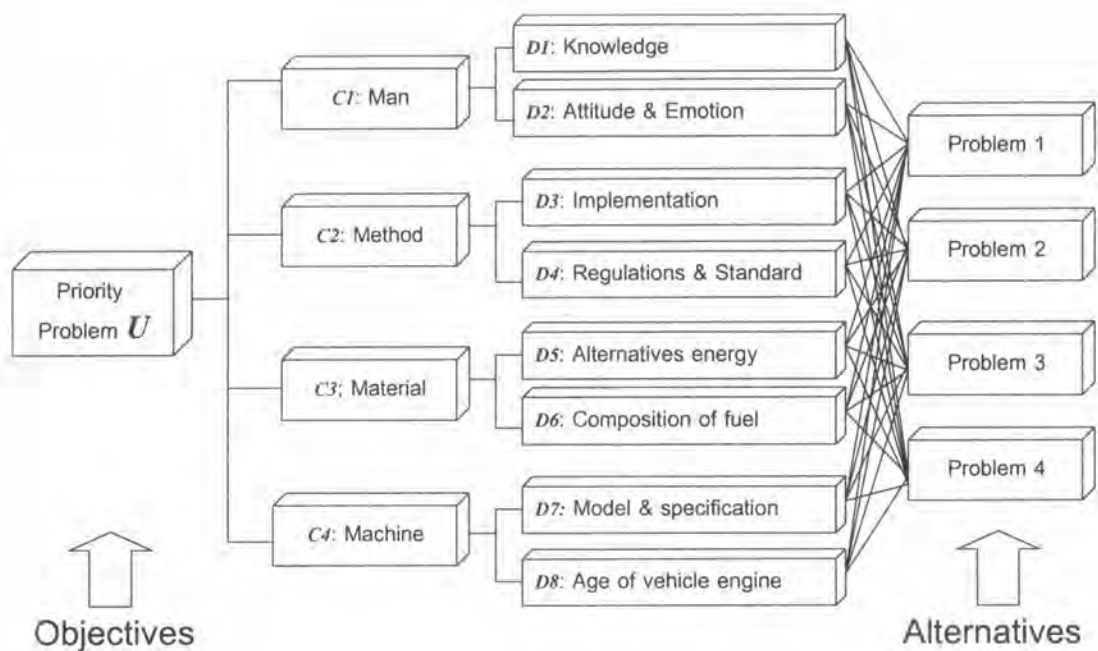 Priority
Problem U
C1: Man
C2: Method
C3; Material
C4: Machine
D1: Knowledge
D2: Attitude & Emotion
D3: Implementation
D4: Regulations & Standard
D5: Alternatives energy
D6: Composition of fuel
D7: Model & specification
D8: Age of vehicle engine
Problem 1
Problem 2
Problem 3
Problem 4
Objectives
Alternatives